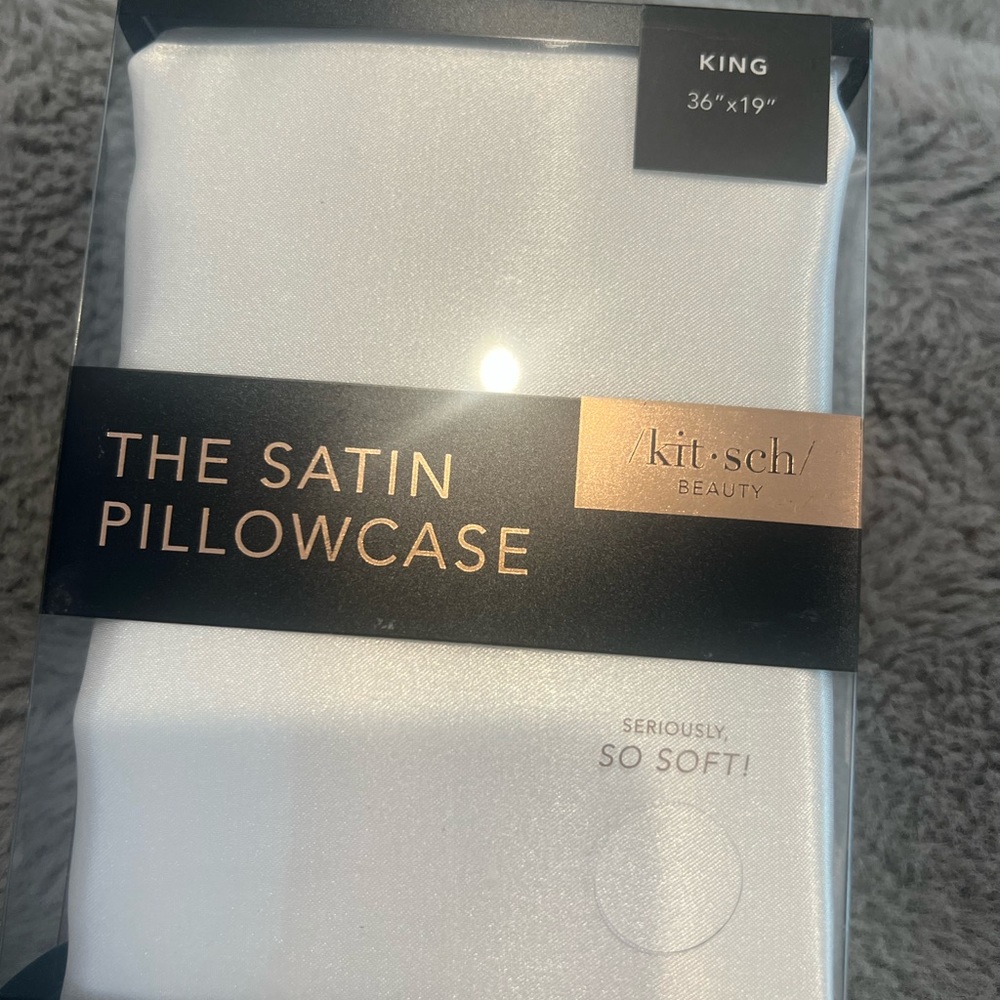 KING
36"x19"
THE SATIN
PILLOWCASE
/kit·sch/
BEAUTY
SERIOUSLY,
SO SOFT!